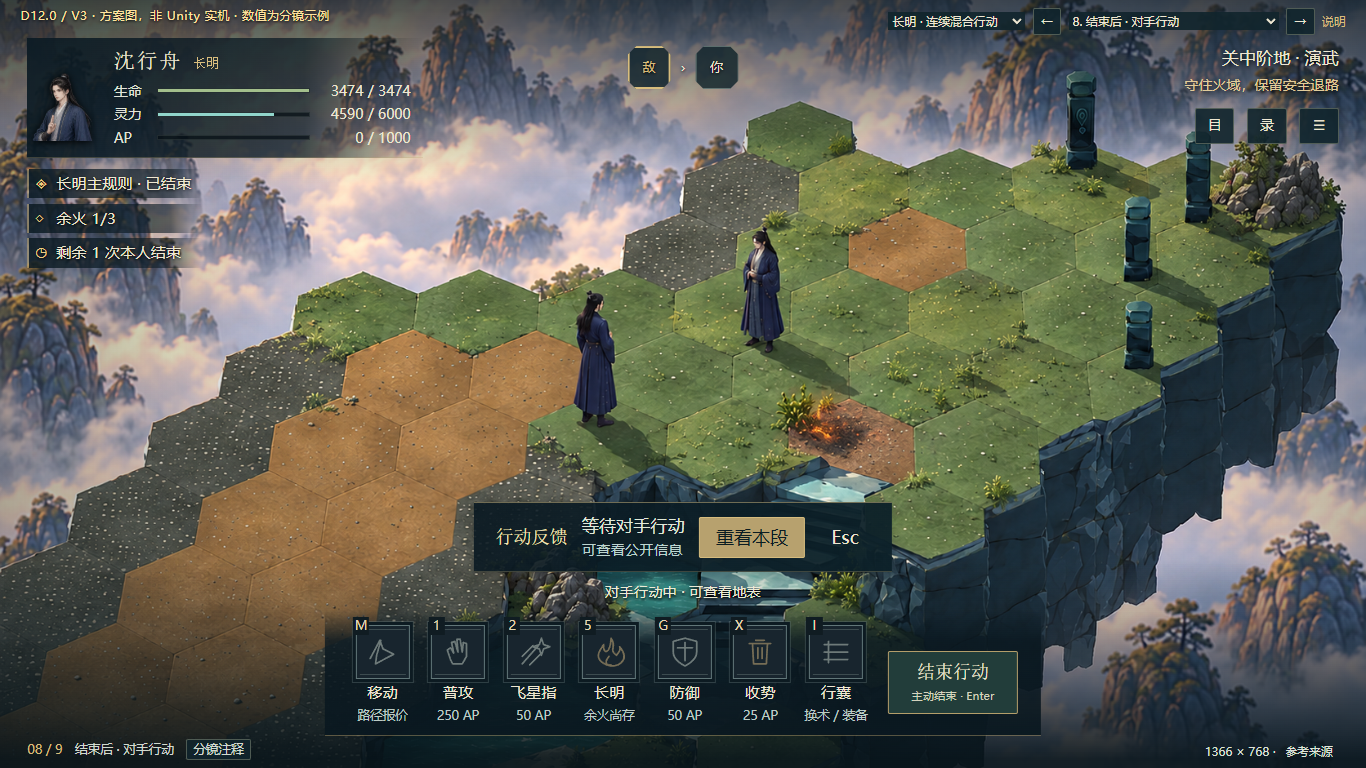 D12.0 / V3 · 方案图，非 Unity 实机 · 数值为分镜示例
长明 · 连续混合行动
←
8. 结束后 · 对手行动
→
说明
沈行舟 长明
生命 3474 / 3474
灵力 4590 / 6000
AP 0 / 1000
敌 › 你
关中阶地 · 演武
守住火域，保留安全退路
目 录 ☰
长明主规则 · 已结束
余火 1/3
剩余 1 次本人结束
行动反馈
等待对手行动
可查看公开信息
重看本段
Esc
对手行动中 · 可查看地表
M 1 2 5 G X I
移动 普攻 飞星指 长明 防御 收势 行囊
路径报价 250 AP 50 AP 余火尚存 50 AP 25 AP 换术 / 装备
结束行动
主动结束 · Enter
08 / 9 结束后 · 对手行动 分镜注释
1366 × 768 · 参考来源